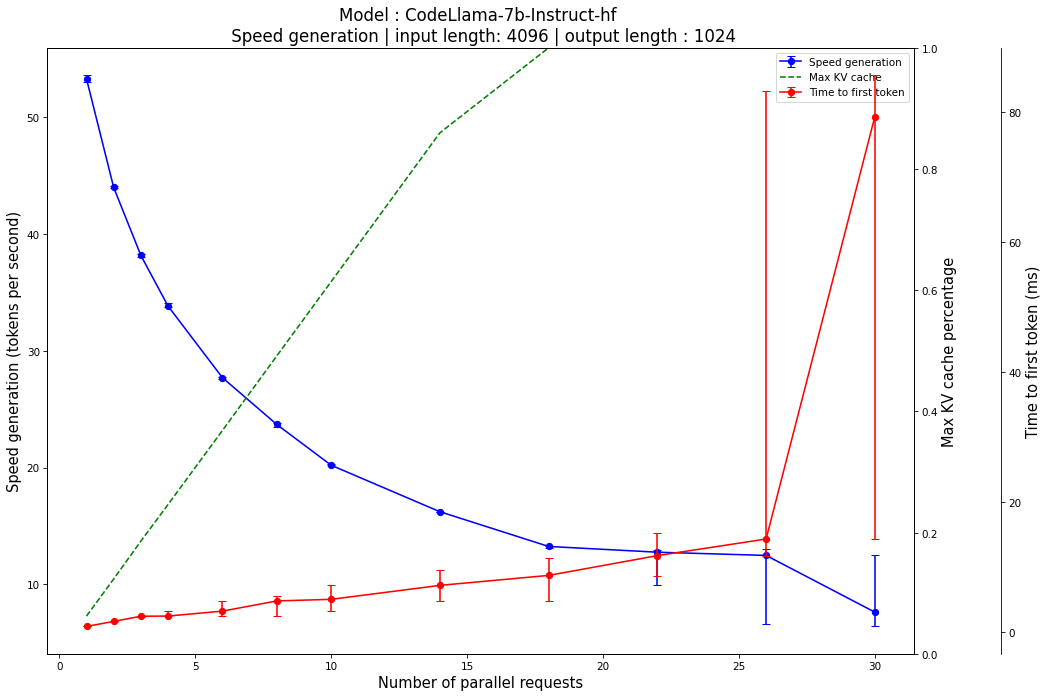 Model : CodeLlama-7b-Instruct-hf
Speed generation | input length: 4096 | output length : 1024
Speed generation
Max KV cache
Time to first token
Speed generation (tokens per second)
50
40
30
20
10
1.0
0.8
0.6
0.4
0.2
0.0
Max KV cache percentage
80
60
40
20
0
Time to first token (ms)
0
5
10
15
20
25
30
Number of parallel requests